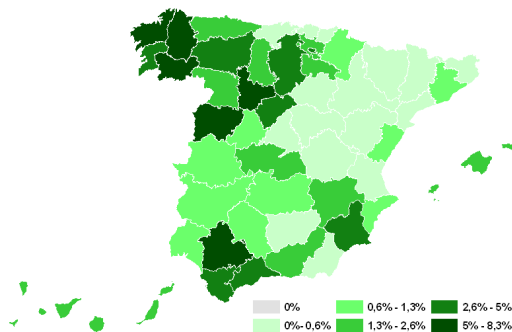 0% 0,6% - 1,3% 2,6% - 5%
0%- 0,6% 1,3% - 2,6% 5% - 8,3%